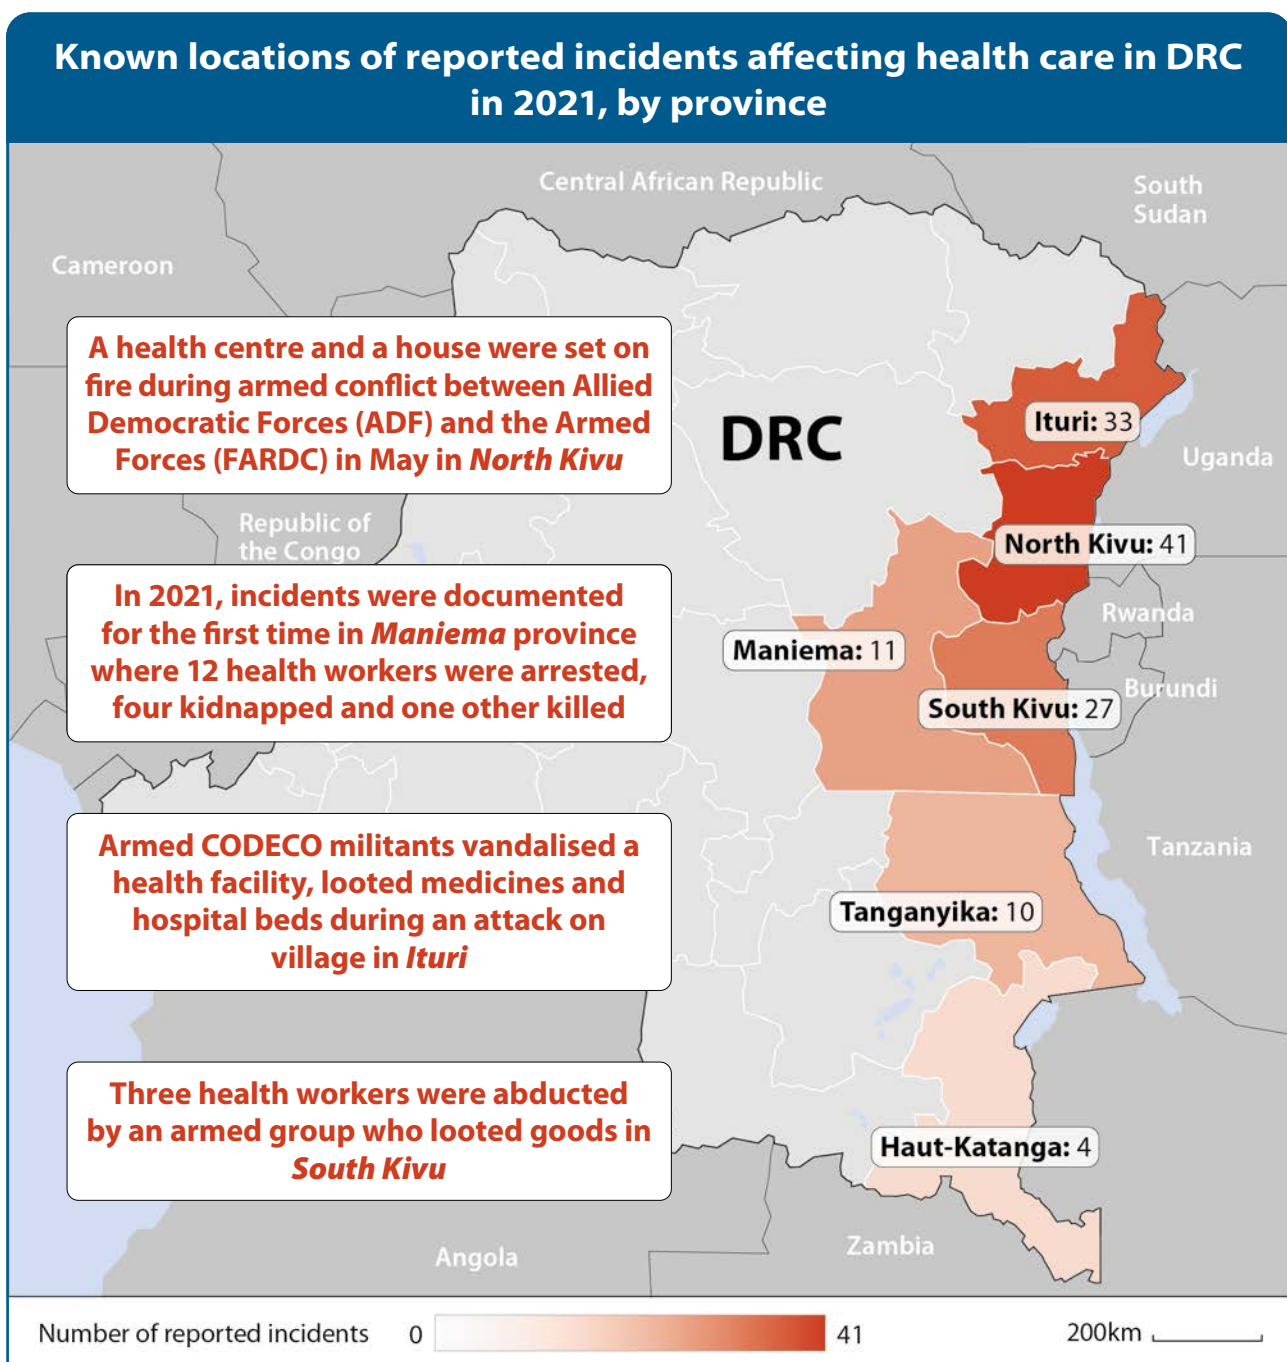 Known locations of reported incidents affecting health care in DRC
in 2021, by province
Central African Republic
South
Sudan
Cameroon
A health centre and a house were set on
fire during armed conflict between Allied
Democratic Forces (ADF) and the Armed
Forces (FARDC) in May in North Kivu
DRC
Ituri: 33
Uganda
Republic of
the Congo
North Kivu: 41
In 2021, incidents were documented
for the first time in Maniema province
where 12 health workers were arrested,
four kidnapped and one other killed
Rwanda
Maniema: 11
Burundi
South Kivu: 27
Armed CODECO militants vandalised a
health facility, looted medicines and
hospital beds during an attack on
village in Ituri
Tanzania
Tanganyika: 10
Three health workers were abducted
by an armed group who looted goods in
South Kivu
Haut-Katanga: 4
Angola
Zambia
Number of reported incidents 0 41 200km